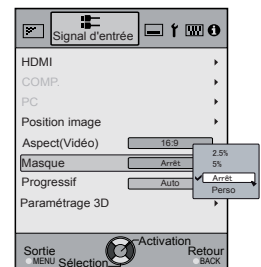 Signal d'entrée
HDMI
COMP.
PC
Position image
Aspect(Vidéo) 16:9
Masque Arrêt
2.5%
5%
Arrêt
Perso
Progressif Auto
Paramétrage 3D
Activation
Sortie Retour
MENU Sélection BACK